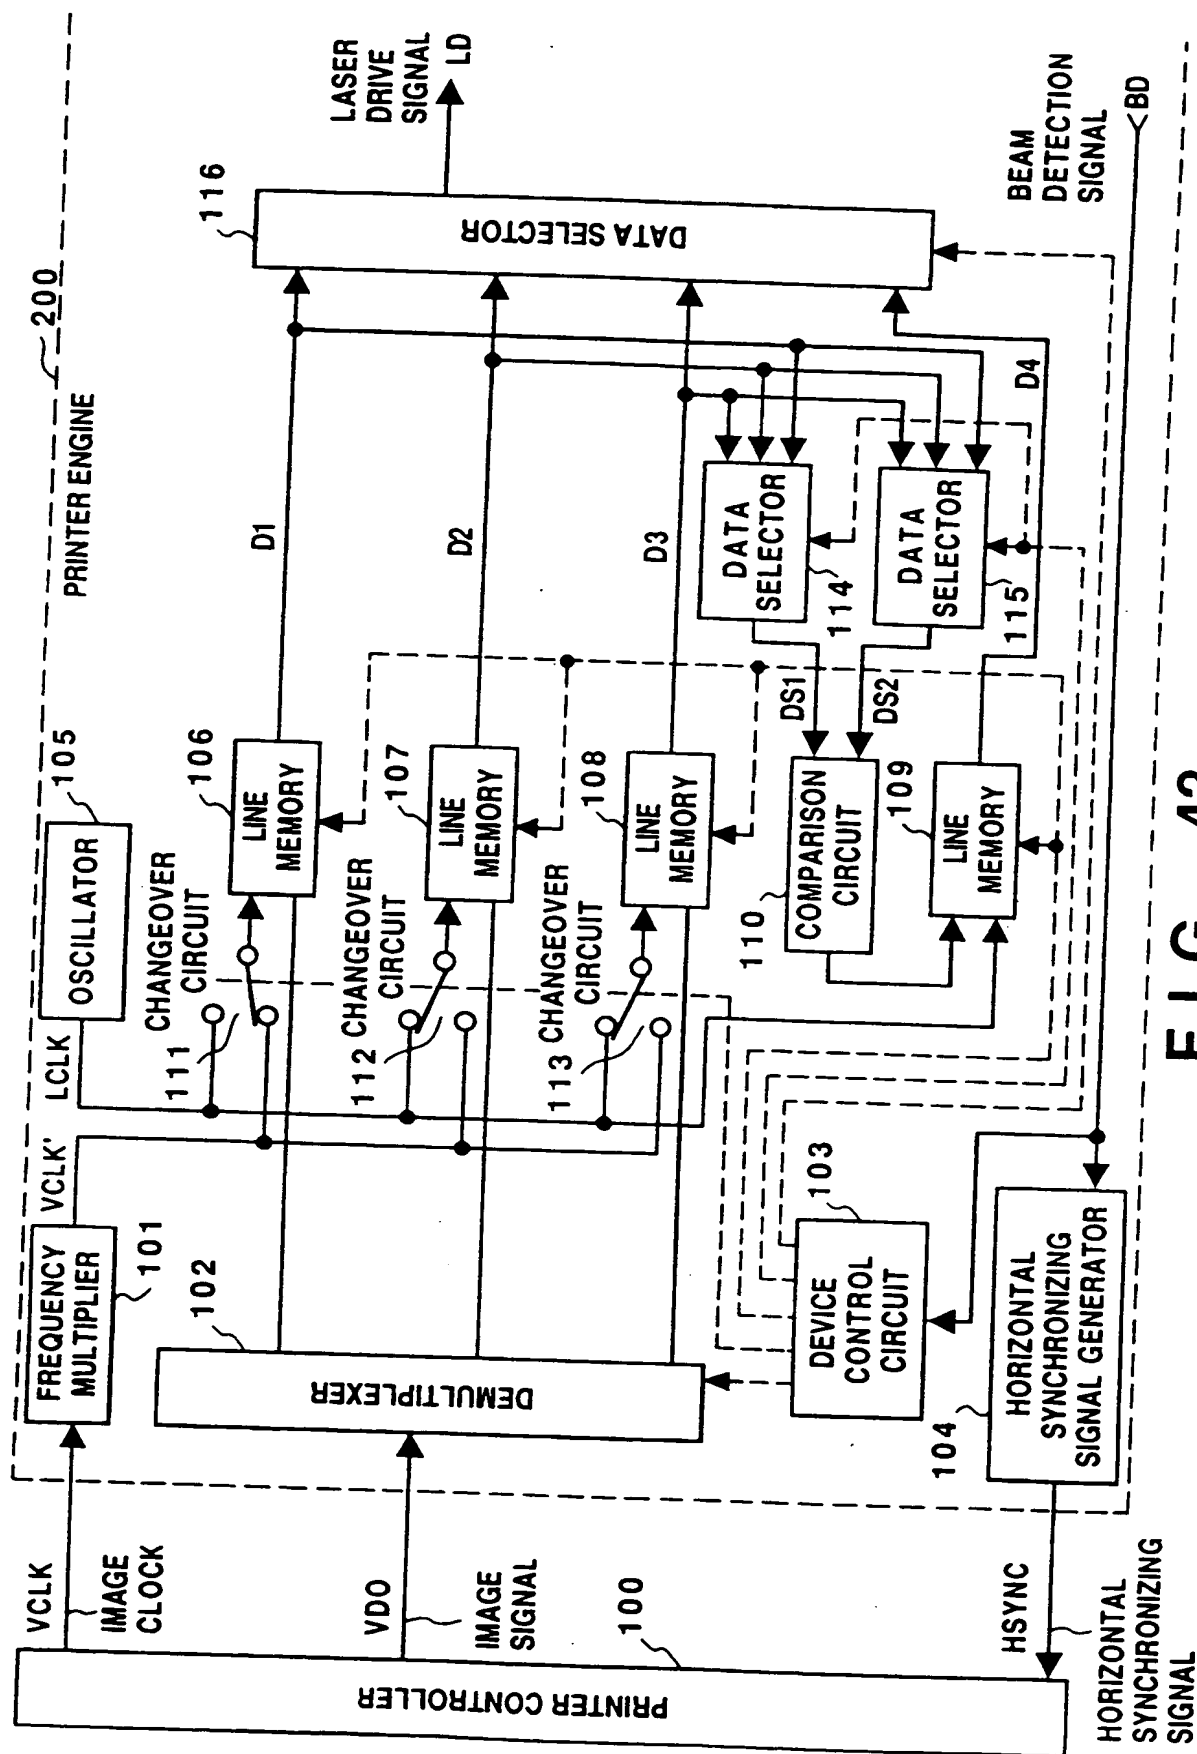 PRINTER ENGINE
200
PRINTER CONTROLLER
100
VCLK
IMAGE
CLOCK
VDO
IMAGE
SIGNAL
HSYNC
HORIZONTAL
SYNCHRONIZING
SIGNAL
FREQUENCY
MULTIPLIER
101
VCLK'
LCLK
OSCILLATOR
105
DEMULTIPLEXER
102
CHANGEOVER
CIRCUIT
111
CHANGEOVER
CIRCUIT
112
CHANGEOVER
CIRCUIT
113
LINE
MEMORY
106
LINE
MEMORY
107
LINE
MEMORY
108
D1
D2
D3
D4
DEVICE
CONTROL
CIRCUIT
103
HORIZONTAL
SYNCHRONIZING
SIGNAL GENERATOR
104
COMPARISON
CIRCUIT
110
LINE
MEMORY
109
DS1
DS2
DATA
SELECTOR
114
DATA
SELECTOR
115
DATA SELECTOR
116
LASER
DRIVE
SIGNAL
LD
BEAM
DETECTION
SIGNAL
BD